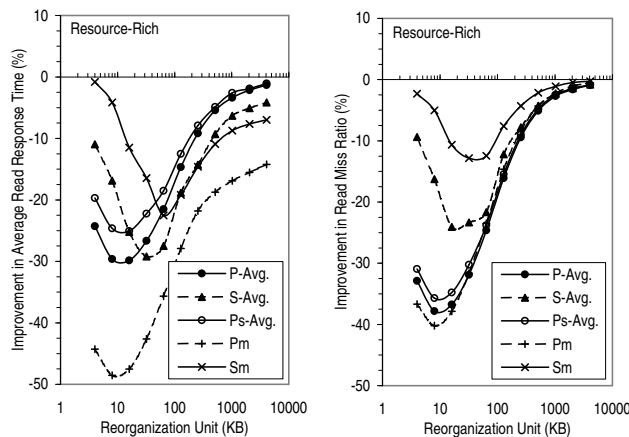 Resource-Rich
Improvement in Average Read Response Time (%)
10
0
-10
-20
-30
-40
-50
P-Avg.
S-Avg.
Ps-Avg.
Pm
Sm
1
10
100
1000
10000
Reorganization Unit (KB)
Resource-Rich
Improvement in Read Miss Ratio (%)
10
0
-10
-20
-30
-40
-50
P-Avg.
S-Avg.
Ps-Avg.
Pm
Sm
1
10
100
1000
10000
Reorganization Unit (KB)